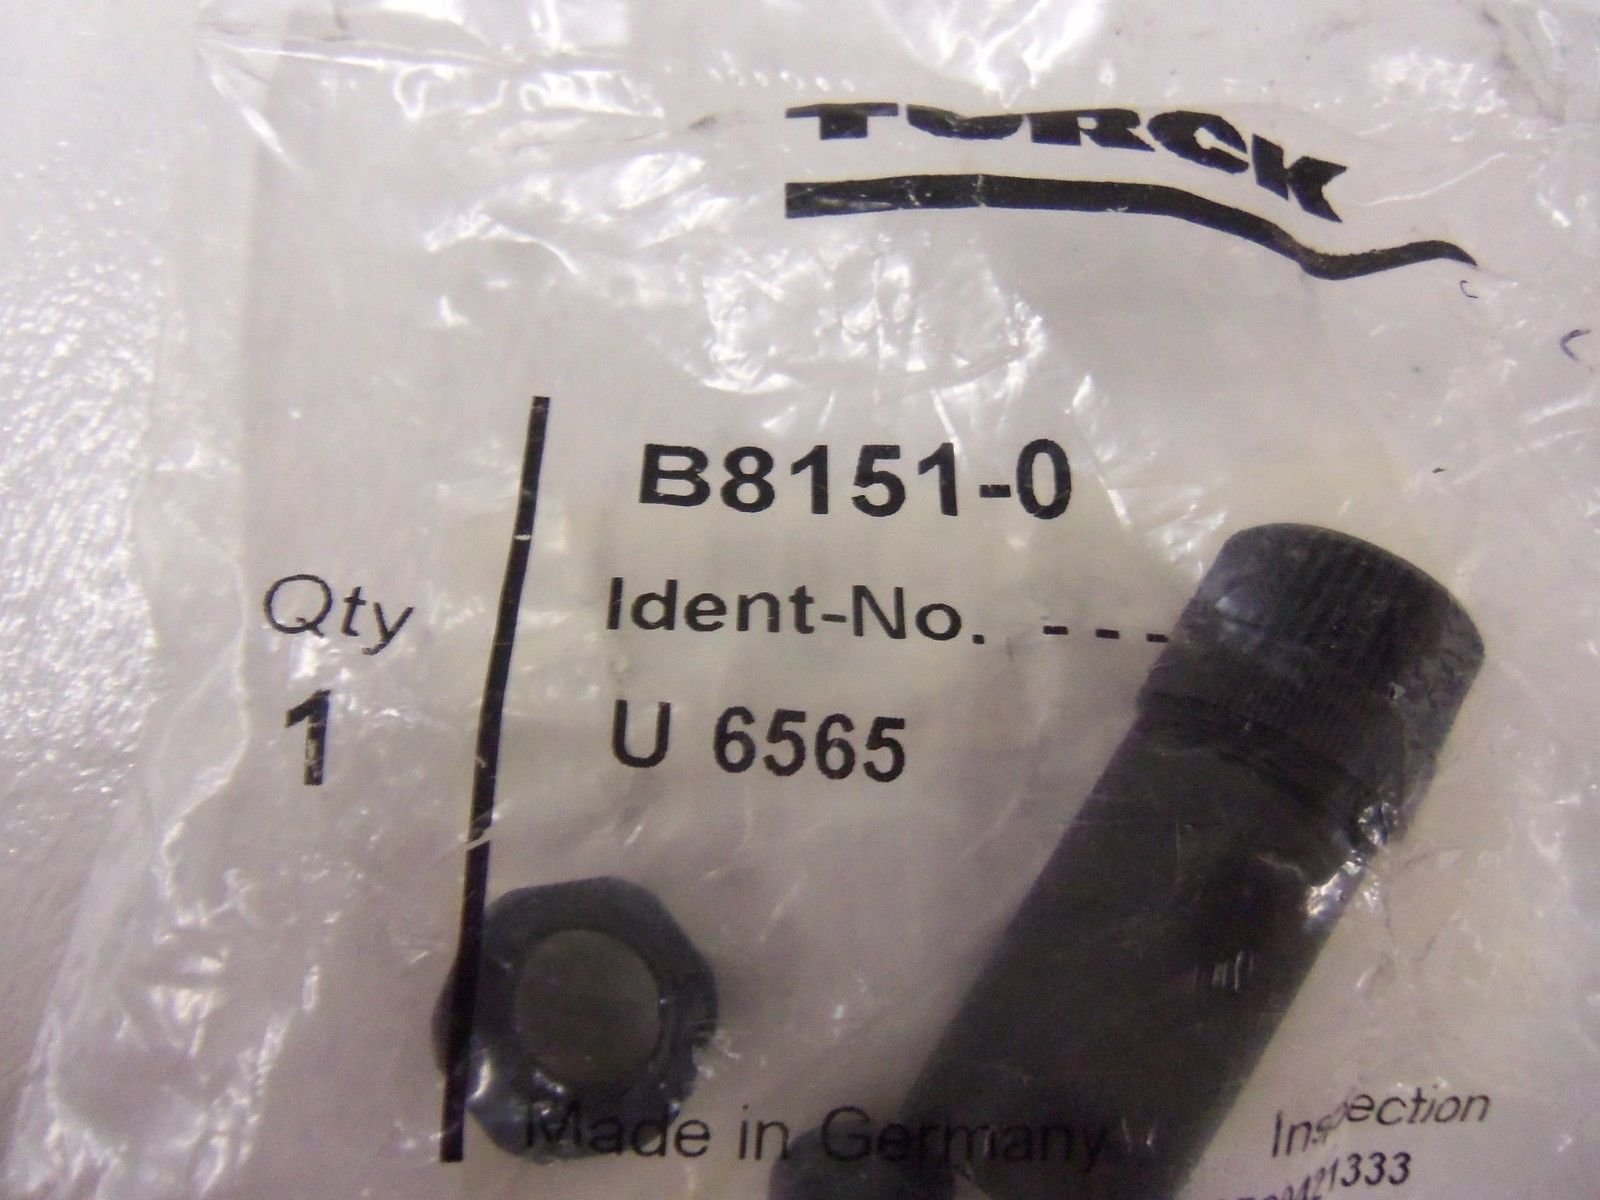 TURCK
B8151-0
Qty
Ident-No. ---
1
U 6565
Made in Germany
Inspection